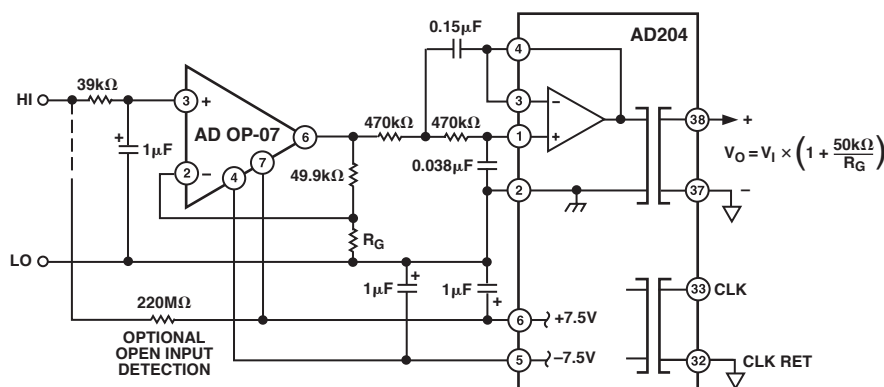 0.15µF
AD204
4
39kΩ
HI
3
+
AD OP-07
6
3
–
470kΩ
470kΩ
1
+
38
+
V_O = V_I × (1 + 50kΩ / R_G)
+
1µF
7
2
–
4
49.9kΩ
0.038µF
2
37
–
R_G
LO
1µF
+
1µF
+
33
CLK
220MΩ
6
+7.5V
OPTIONAL
OPEN INPUT
DETECTION
5
–7.5V
32
CLK RET